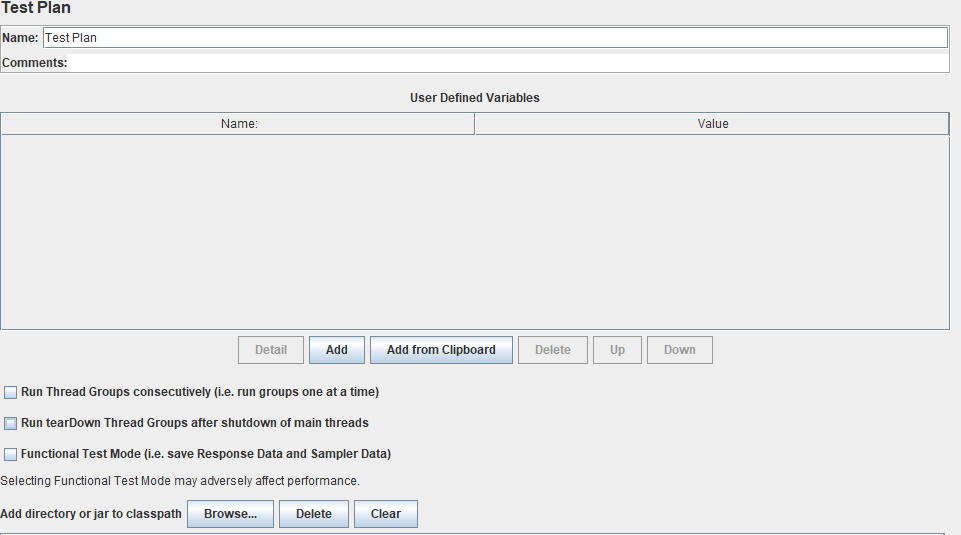 Test Plan
Name: Test Plan
Comments:
User Defined Variables
Name: Value
Detail Add Add from Clipboard Delete Up Down
Run Thread Groups consecutively (i.e. run groups one at a time)
Run tearDown Thread Groups after shutdown of main threads
Functional Test Mode (i.e. save Response Data and Sampler Data)
Selecting Functional Test Mode may adversely affect performance.
Add directory or jar to classpath Browse... Delete Clear